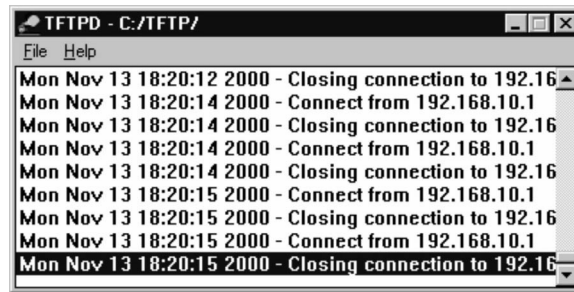 TFTPD - C:/TFTP/
File Help
Mon Nov 13 18:20:12 2000 - Closing connection to 192.16
Mon Nov 13 18:20:14 2000 - Connect from 192.168.10.1
Mon Nov 13 18:20:14 2000 - Closing connection to 192.16
Mon Nov 13 18:20:14 2000 - Connect from 192.168.10.1
Mon Nov 13 18:20:14 2000 - Closing connection to 192.16
Mon Nov 13 18:20:15 2000 - Connect from 192.168.10.1
Mon Nov 13 18:20:15 2000 - Closing connection to 192.16
Mon Nov 13 18:20:15 2000 - Connect from 192.168.10.1
Mon Nov 13 18:20:15 2000 - Closing connection to 192.16